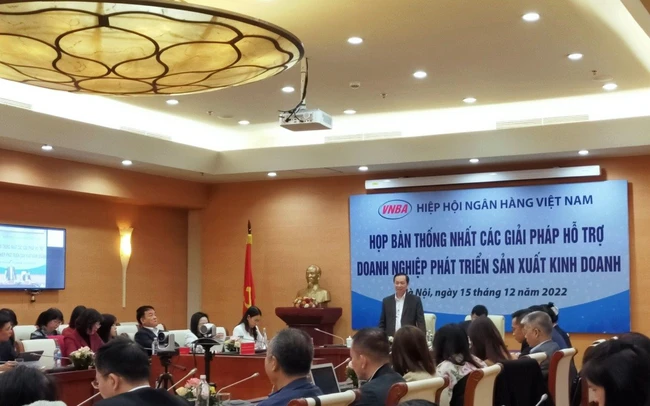 VNBA HIỆP HỘI NGÂN HÀNG VIỆT NAM
HỌP BÀN THỐNG NHẤT CÁC GIẢI PHÁP HỖ TRỢ
DOANH NGHIỆP PHÁT TRIỂN SẢN XUẤT KINH DOANH
Nội, ngày 15 tháng 12 năm 2022